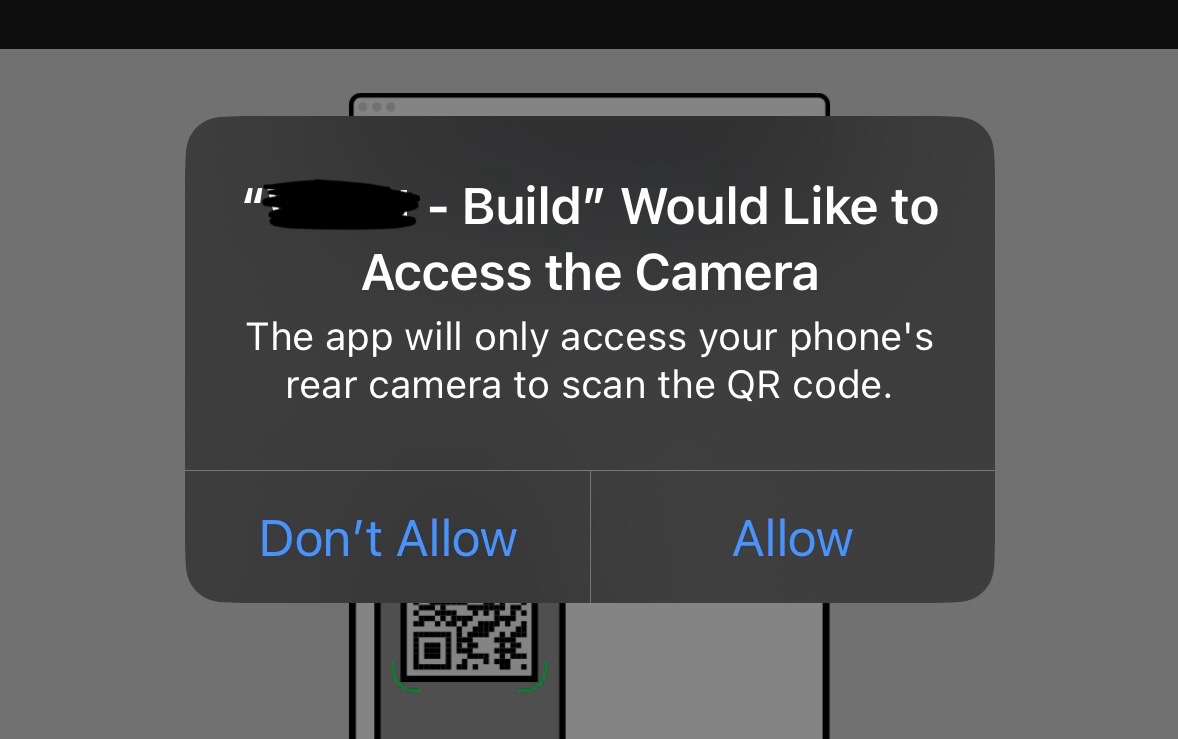 “ - Build” Would Like to
Access the Camera
The app will only access your phone's
rear camera to scan the QR code.
Don’t Allow
Allow